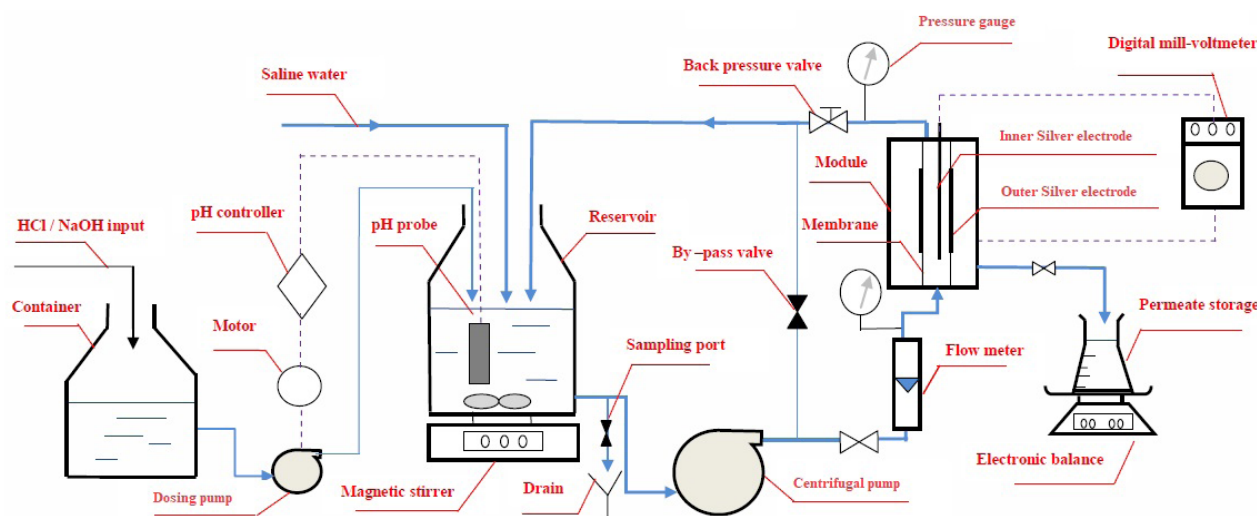 Pressure gauge
Digital mill-voltmeter
Back pressure valve
Saline water
Inner Silver electrode
Module
Outer Silver electrode
pH controller
pH probe
Reservoir
HCl / NaOH input
Membrane
By –pass valve
Container
Permeate storage
Motor
Sampling port
Flow meter
Electronic balance
Dosing pump
Magnetic stirrer
Drain
Centrifugal pump